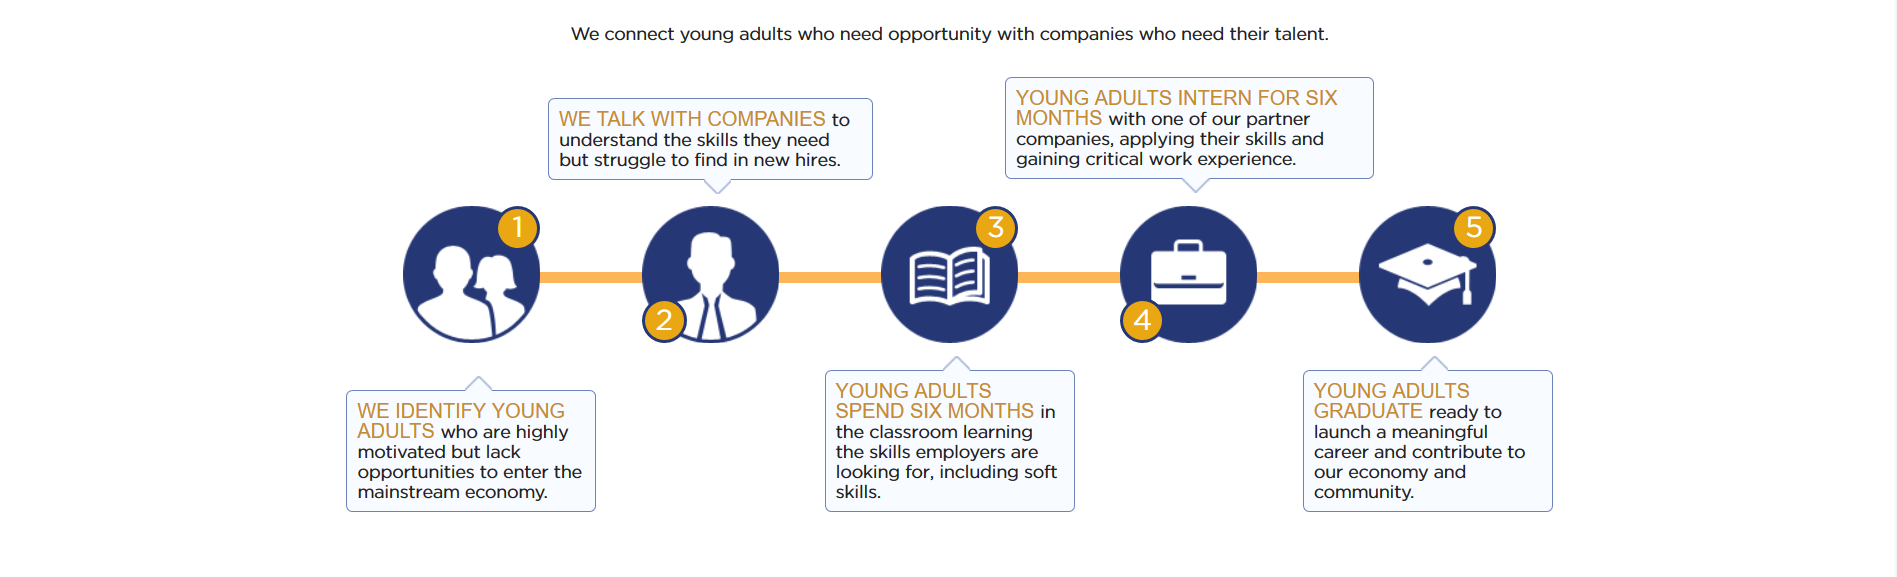 We connect young adults who need opportunity with companies who need their talent.
1
WE IDENTIFY YOUNG
ADULTS who are highly
motivated but lack
opportunities to enter the
mainstream economy.
2
WE TALK WITH COMPANIES to
understand the skills they need
but struggle to find in new hires.
3
YOUNG ADULTS
SPEND SIX MONTHS in
the classroom learning
the skills employers are
looking for, including soft
skills.
4
YOUNG ADULTS INTERN FOR SIX
MONTHS with one of our partner
companies, applying their skills and
gaining critical work experience.
5
YOUNG ADULTS
GRADUATE ready to
launch a meaningful
career and contribute to
our economy and
community.